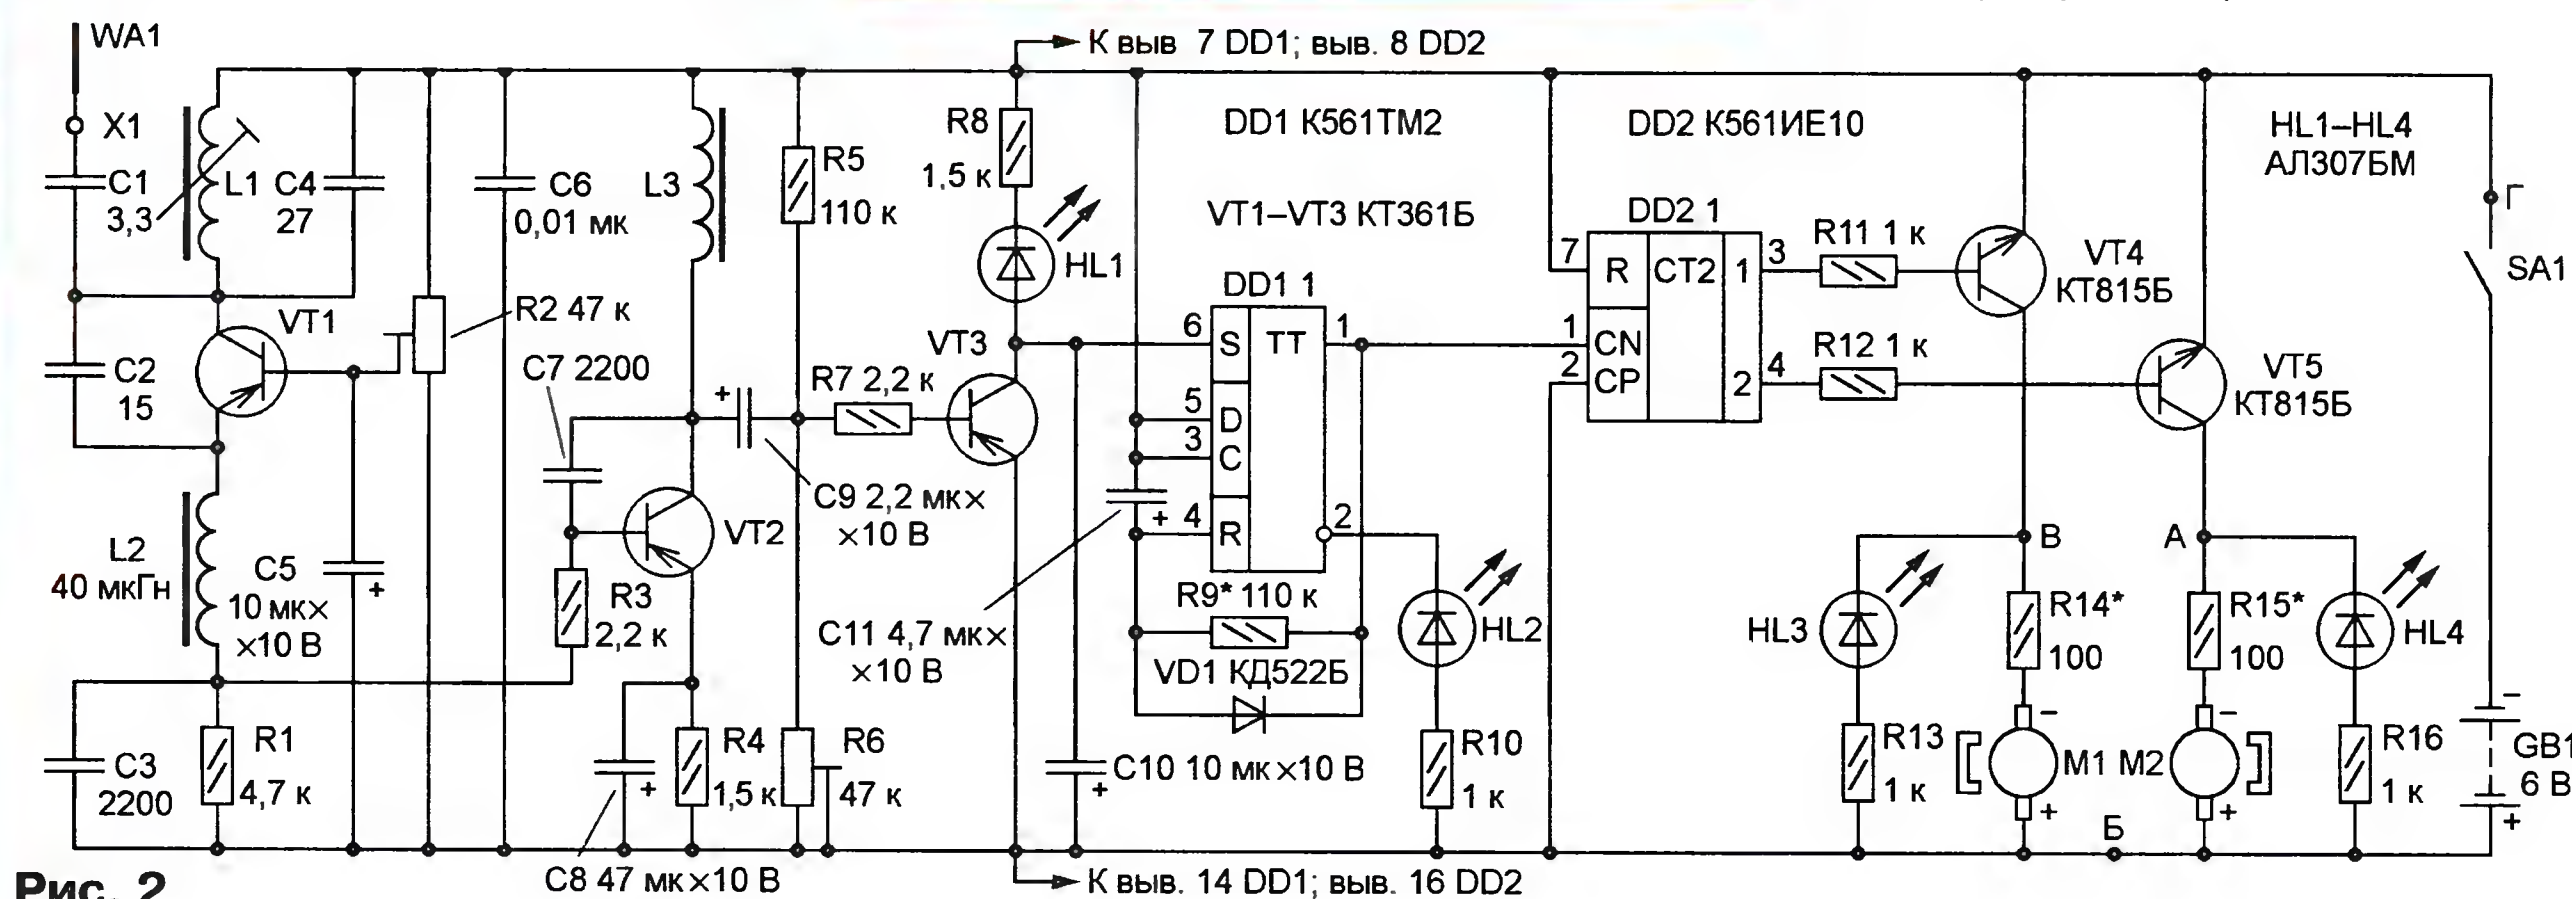 WA1
К выв 7 DD1; выв. 8 DD2
X1
C1
3,3
L1
C4
27
C6
0,01 мк
L3
R5
110 к
R8
1,5 к
HL1
DD1 К561ТМ2
DD2 К561ИЕ10
HL1–HL4
АЛ307БМ
VT1–VT3 КТ361Б
Г
SA1
VT1
R2 47 к
C2
15
C7 2200
VT3
R7 2,2 к
DD1 1
6
S
TT
1
5
D
3
C
4
R
2
DD2 1
7
R
CT2
1
3
1
CN
2
CP
2
4
R11 1 к
R12 1 к
VT4
КТ815Б
VT5
КТ815Б
+
C9 2,2 мк×
×10 В
VT2
L2
40 мкГн
C5
10 мк×
×10 В
+
R3
2,2 к
+
C11 4,7 мк×
×10 В
R9* 110 к
VD1 КД522Б
HL2
В
А
HL3
R14*
100
R15*
100
HL4
C3
2200
R1
4,7 к
+
R4
1,5 к
R6
47 к
C10 10 мк×10 В
+
R10
1 к
R13
1 к
–
M1
+
–
M2
+
R16
1 к
–
GB1
6 В
+
Б
C8 47 мк×10 В
К выв. 14 DD1; выв. 16 DD2
Рис. 2